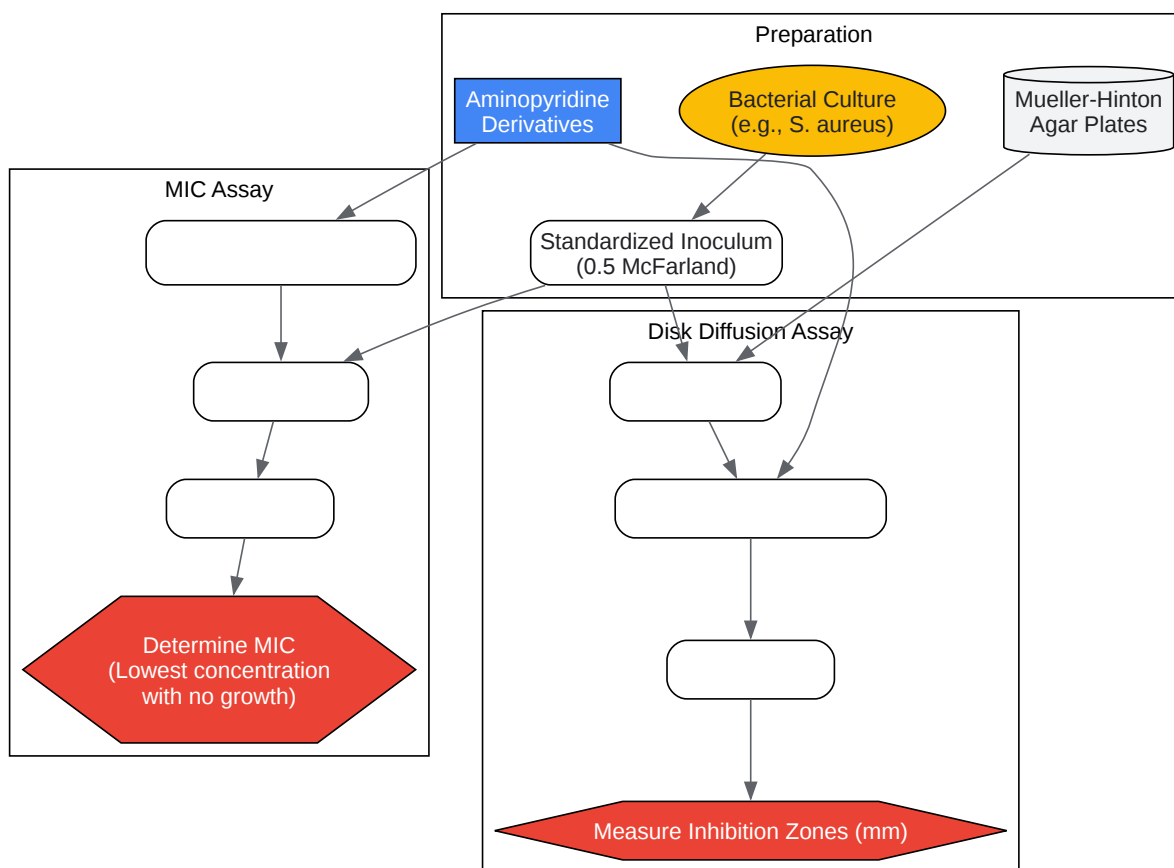 Preparation
Aminopyridine
Derivatives
Bacterial Culture
(e.g., S. aureus)
Mueller-Hinton
Agar Plates
MIC Assay
Standardized Inoculum
(0.5 McFarland)
Disk Diffusion Assay
Determine MIC
(Lowest concentration
with no growth)
Measure Inhibition Zones (mm)